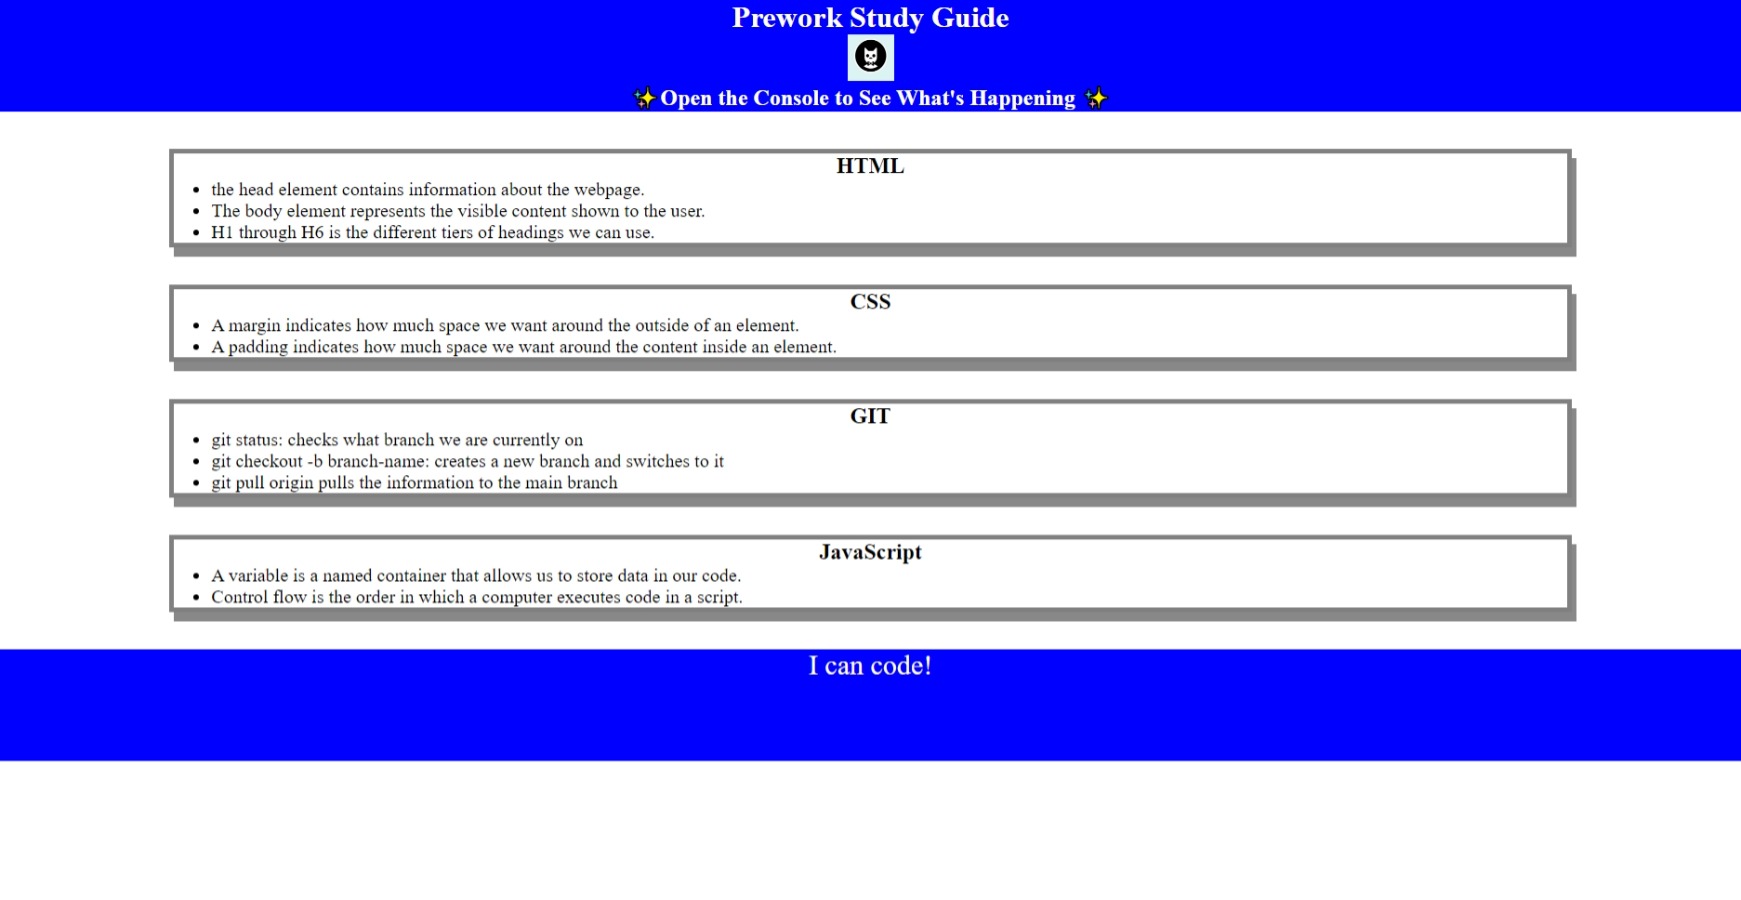 Prework Study Guide
✨ Open the Console to See What's Happening ✨
HTML
• the head element contains information about the webpage.
• The body element represents the visible content shown to the user.
• H1 through H6 is the different tiers of headings we can use.
CSS
• A margin indicates how much space we want around the outside of an element.
• A padding indicates how much space we want around the content inside an element.
GIT
• git status: checks what branch we are currently on
• git checkout -b branch-name: creates a new branch and switches to it
• git pull origin pulls the information to the main branch
JavaScript
• A variable is a named container that allows us to store data in our code.
• Control flow is the order in which a computer executes code in a script.
I can code!